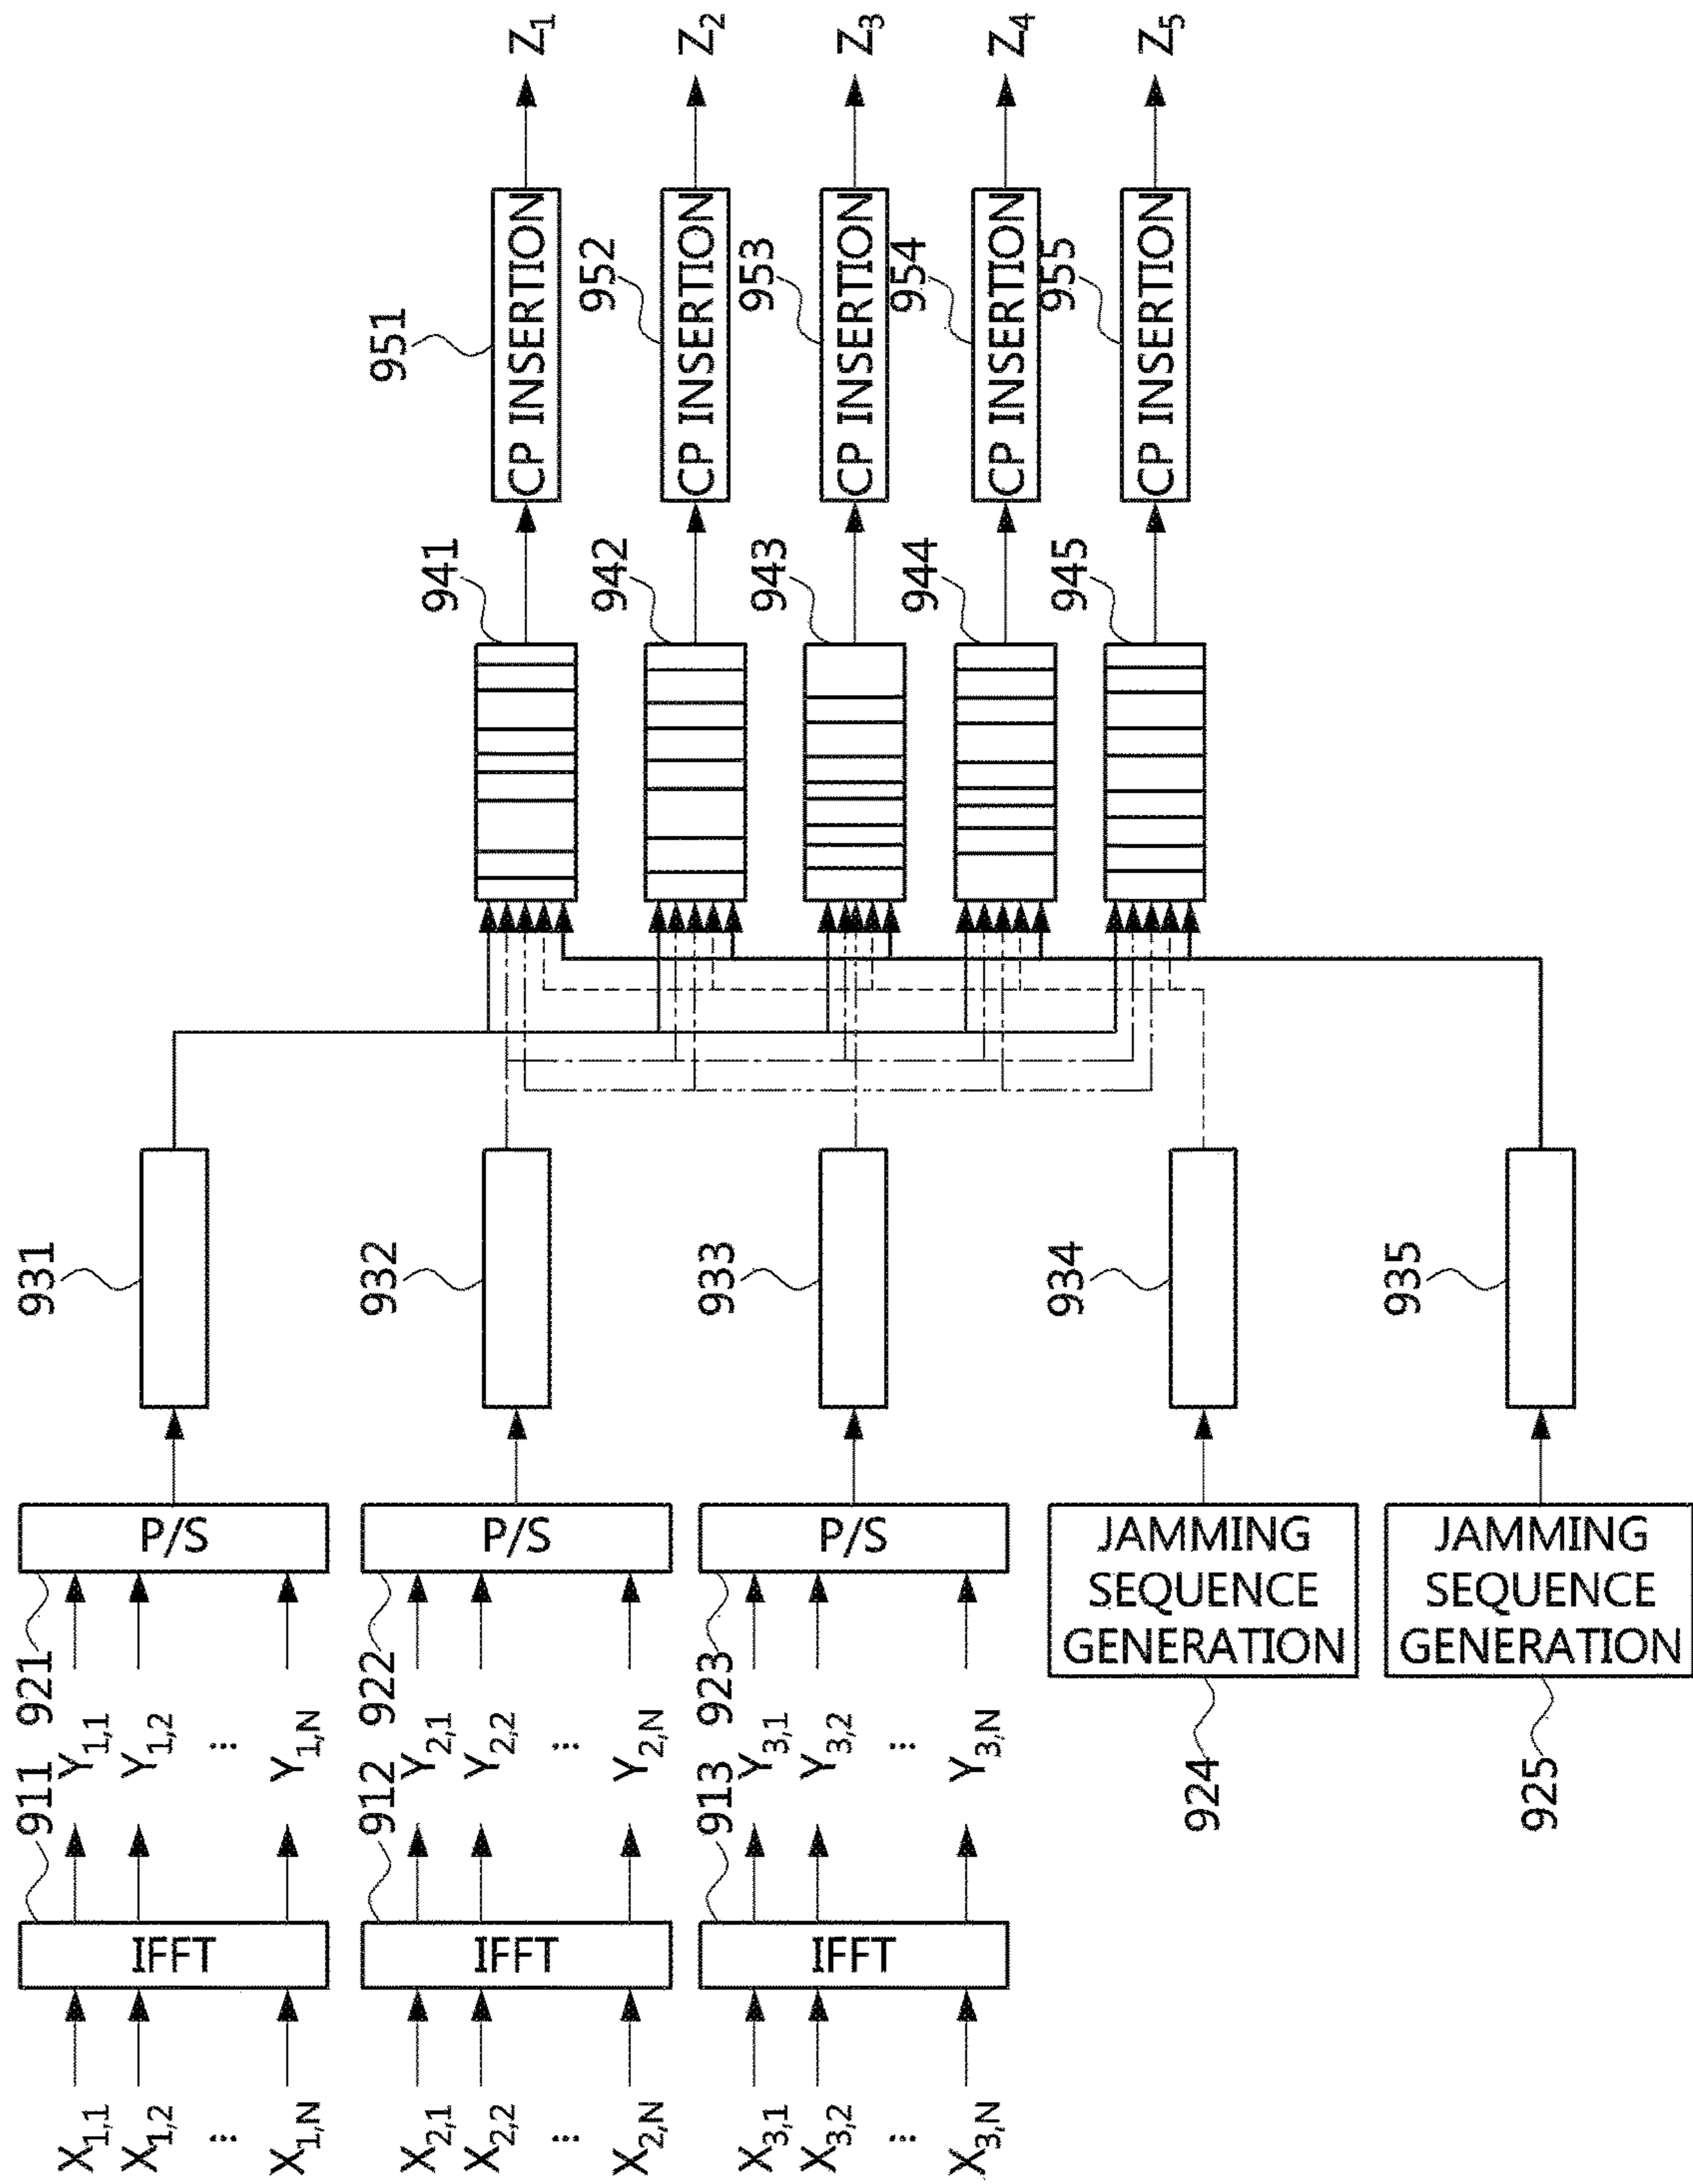 X1,1
X1,2
...
X1,N
911
IFFT
Y1,1
Y1,2
...
Y1,N
921
P/S
931
X2,1
X2,2
...
X2,N
912
IFFT
Y2,1
Y2,2
...
Y2,N
922
P/S
932
X3,1
X3,2
...
X3,N
913
IFFT
Y3,1
Y3,2
...
Y3,N
923
P/S
933
JAMMING
SEQUENCE
GENERATION
924
934
JAMMING
SEQUENCE
GENERATION
925
935
941
951
CP INSERTION
Z1
942
952
CP INSERTION
Z2
943
953
CP INSERTION
Z3
944
954
CP INSERTION
Z4
945
955
CP INSERTION
Z5